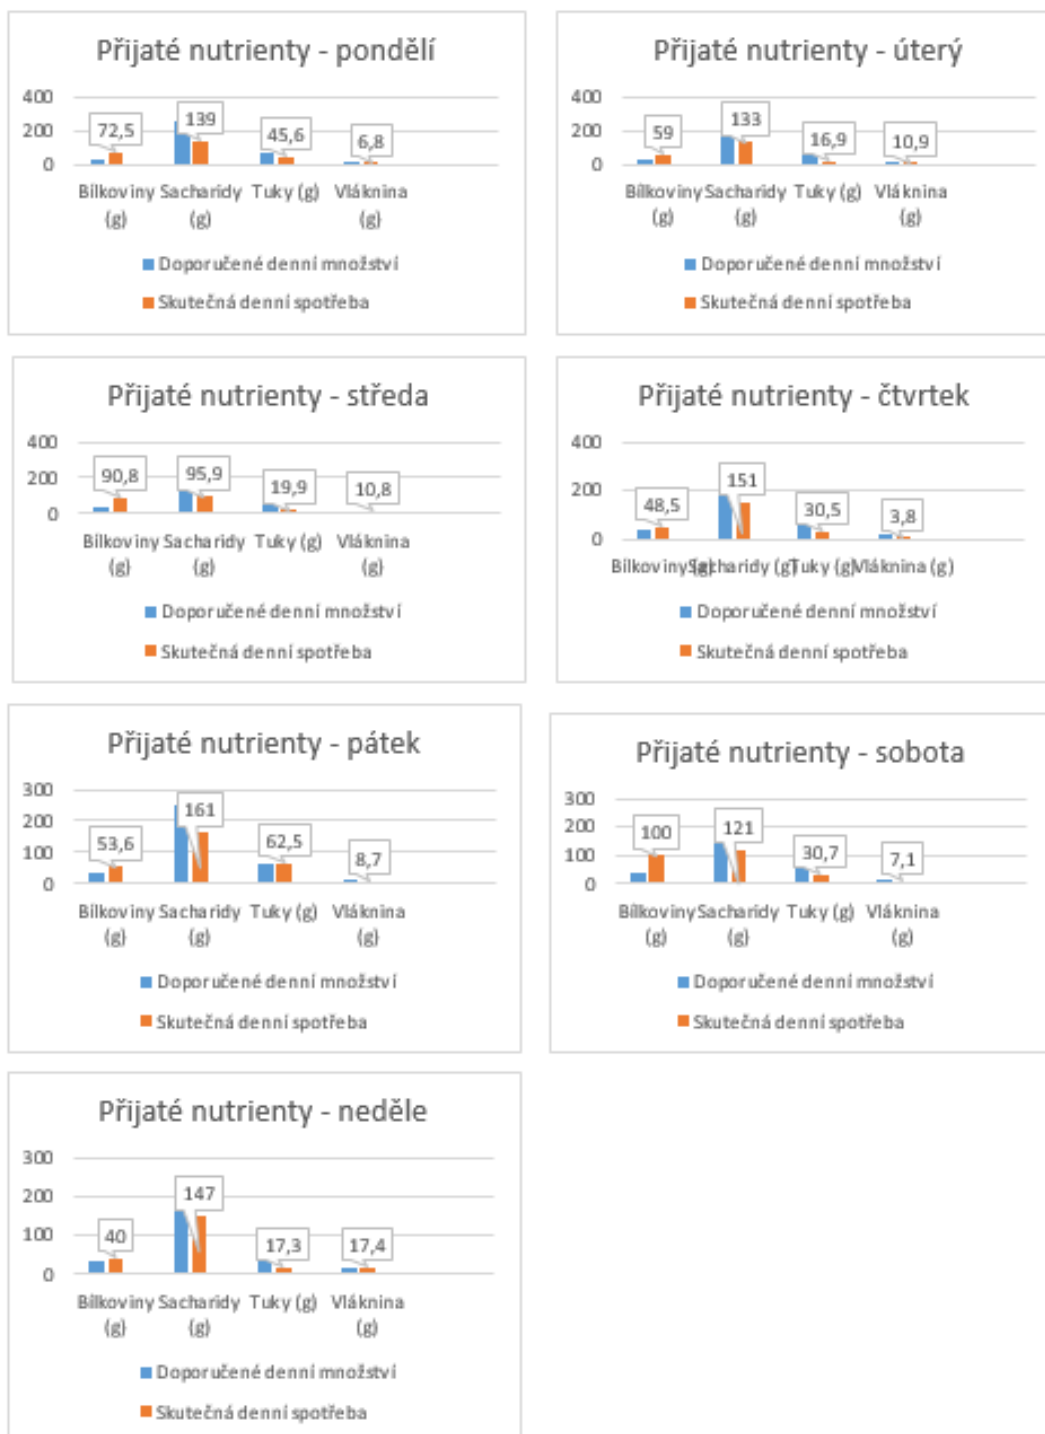 Přijaté nutrienty - pondělí
400
200
0
72,5
139
45,6
6,8
Bílkoviny (g)
Sacharidy (g)
Tuky (g)
Vláknina (g)
Doporučené denní množství
Skutečná denní spotřeba
Přijaté nutrienty - úterý
400
200
0
59
133
16,9
10,9
Bílkoviny (g)
Sacharidy (g)
Tuky (g)
Vláknina (g)
Doporučené denní množství
Skutečná denní spotřeba
Přijaté nutrienty - středa
400
200
0
90,8
95,9
19,9
10,8
Bílkoviny (g)
Sacharidy (g)
Tuky (g)
Vláknina (g)
Doporučené denní množství
Skutečná denní spotřeba
Přijaté nutrienty - čtvrtek
400
200
0
48,5
151
30,5
3,8
Bílkoviny (g)
Sacharidy (g)
Tuky (g)
Vláknina (g)
Doporučené denní množství
Skutečná denní spotřeba
Přijaté nutrienty - pátek
300
200
100
0
53,6
161
62,5
8,7
Bílkoviny (g)
Sacharidy (g)
Tuky (g)
Vláknina (g)
Doporučené denní množství
Skutečná denní spotřeba
Přijaté nutrienty - sobota
300
200
100
0
100
121
30,7
7,1
Bílkoviny (g)
Sacharidy (g)
Tuky (g)
Vláknina (g)
Doporučené denní množství
Skutečná denní spotřeba
Přijaté nutrienty - neděle
300
200
100
0
40
147
17,3
17,4
Bílkoviny (g)
Sacharidy (g)
Tuky (g)
Vláknina (g)
Doporučené denní množství
Skutečná denní spotřeba